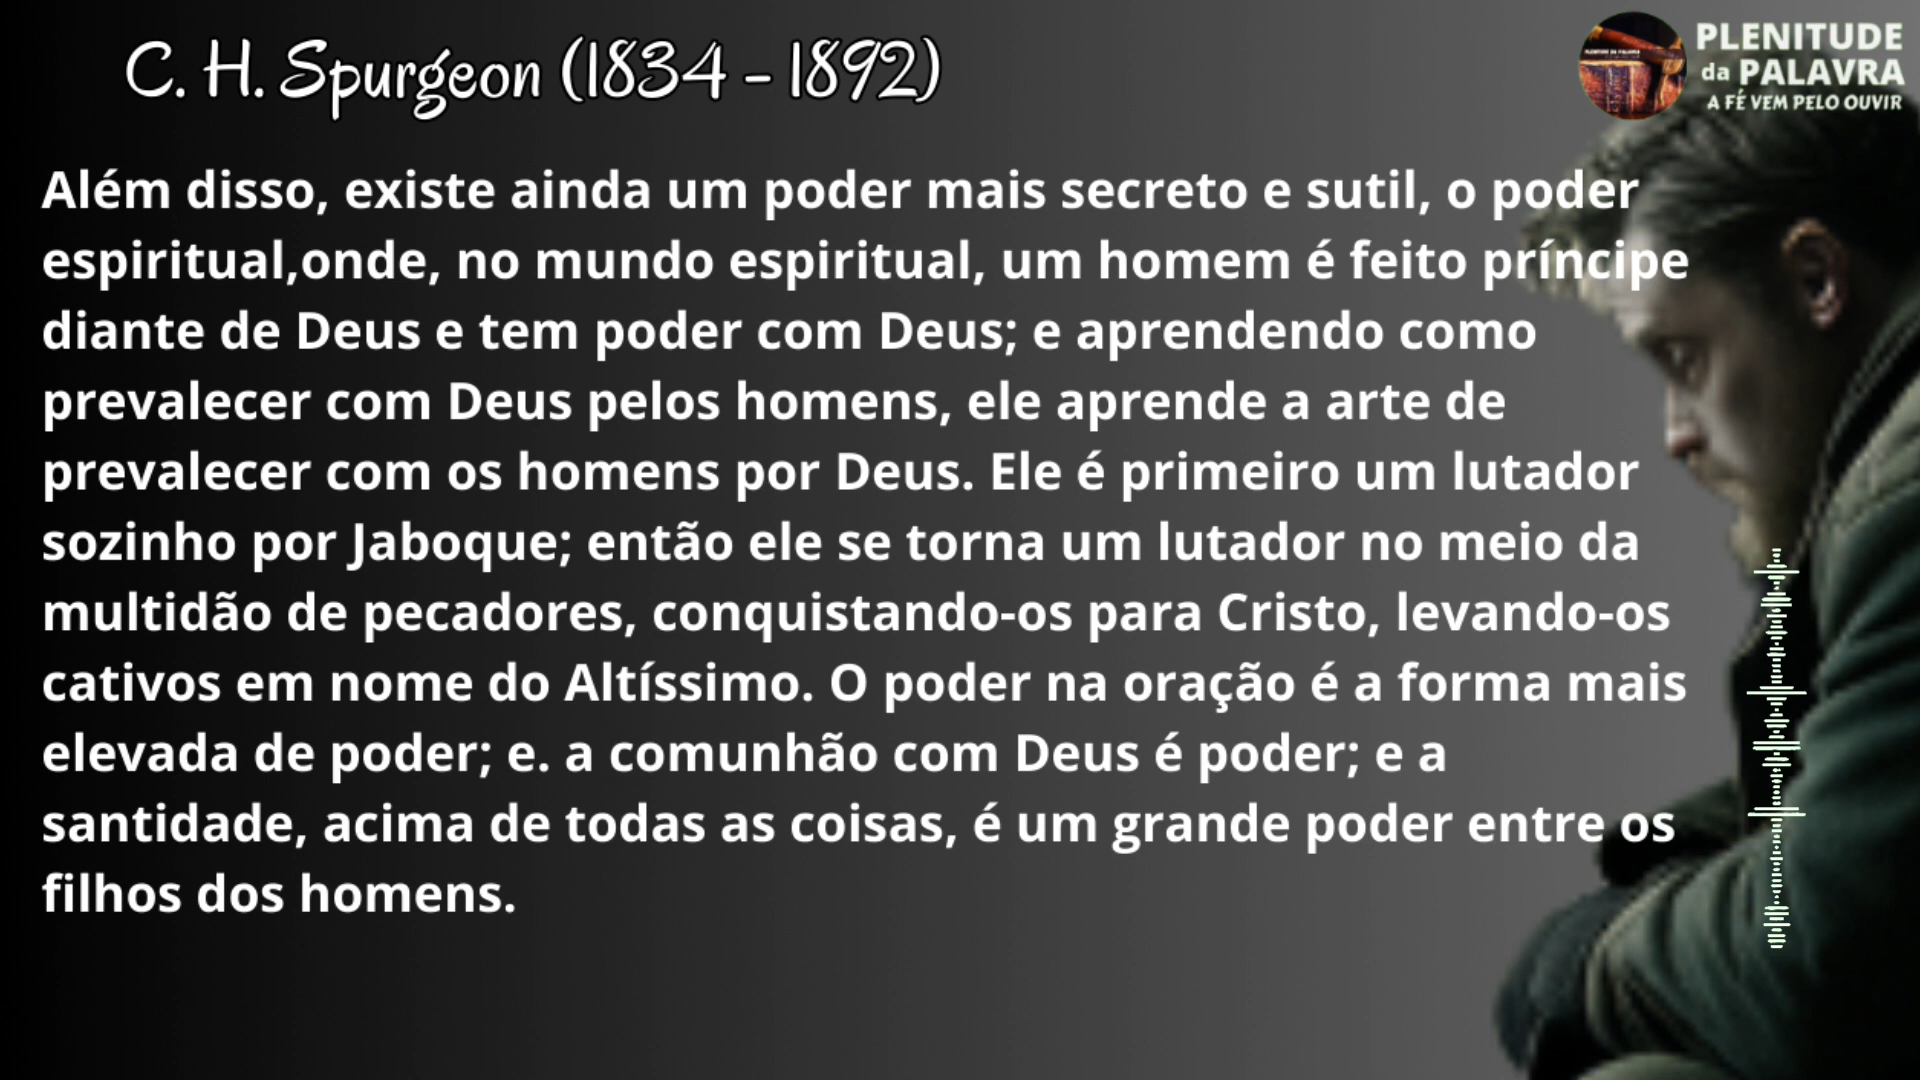 C. H. Spurgeon (1834 - 1892)
PLENITUDE
da PALAVRA
A FÉ VEM PELO OUVIR
Além disso, existe ainda um poder mais secreto e sutil, o poder
espiritual,onde, no mundo espiritual, um homem é feito príncipe
diante de Deus e tem poder com Deus; e aprendendo como
prevalecer com Deus pelos homens, ele aprende a arte de
prevalecer com os homens por Deus. Ele é primeiro um lutador
sozinho por Jaboque; então ele se torna um lutador no meio da
multidão de pecadores, conquistando-os para Cristo, levando-os
cativos em nome do Altíssimo. O poder na oração é a forma mais
elevada de poder; e. a comunhão com Deus é poder; e a
santidade, acima de todas as coisas, é um grande poder entre os
filhos dos homens.